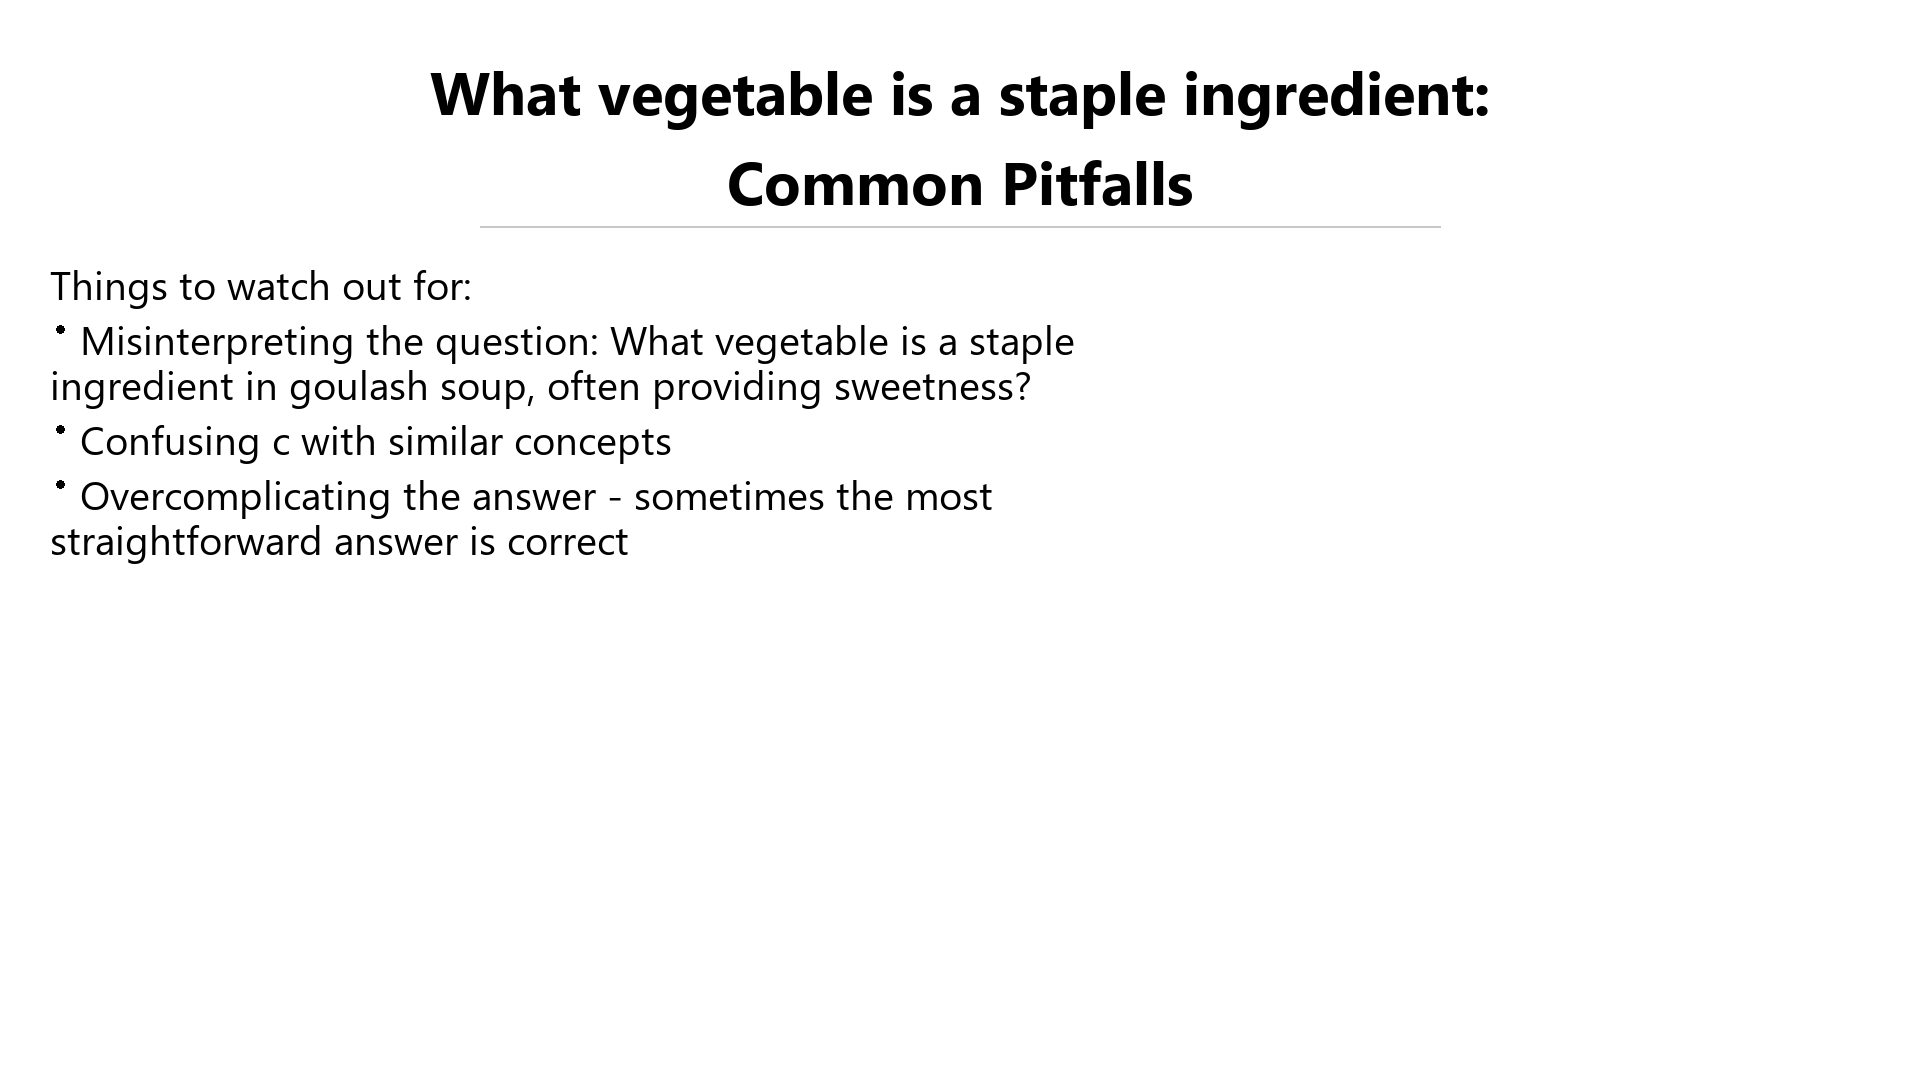 What vegetable is a staple ingredient:
Common Pitfalls
Things to watch out for:
• Misinterpreting the question: What vegetable is a staple
ingredient in goulash soup, often providing sweetness?
• Confusing c with similar concepts
• Overcomplicating the answer - sometimes the most
straightforward answer is correct